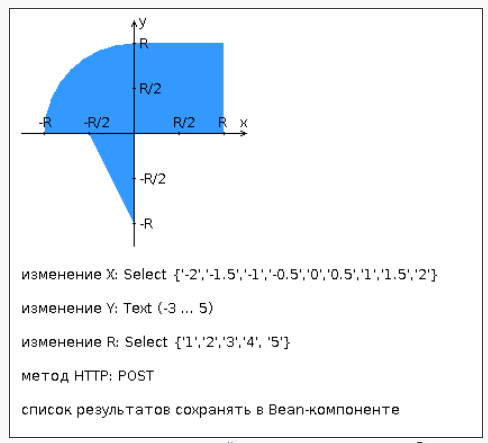 y
R
R/2
-R -R/2 R/2 R x
-R/2
-R
изменение X: Select {'-2','-1.5','-1','-0.5','0','0.5','1','1.5','2'}
изменение Y: Text (-3 ... 5)
изменение R: Select {'1','2','3','4', '5'}
метод HTTP: POST
список результатов сохранять в Bean-компоненте